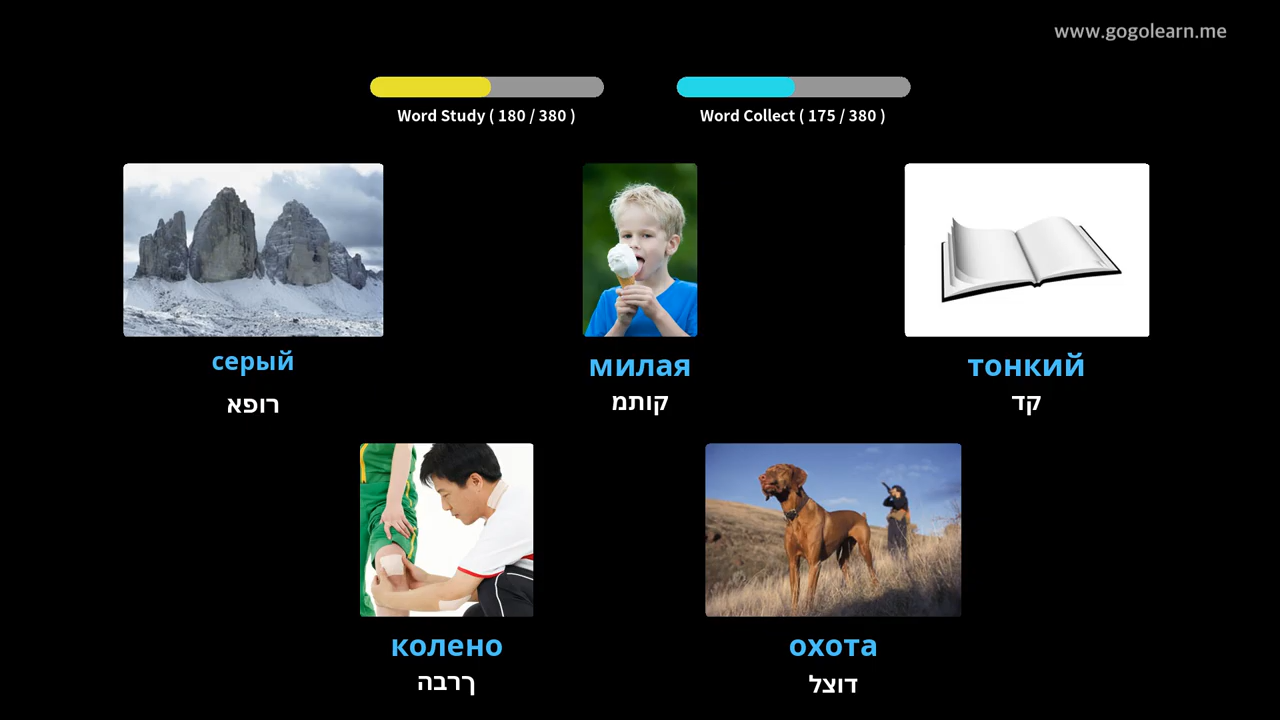 www.gogolearn.me
Word Study ( 180 / 380 )
Word Collect ( 175 / 380 )
серый
רופא
милая
קותמ
тонкий
קד
колено
ךרבה
охота
דוצל